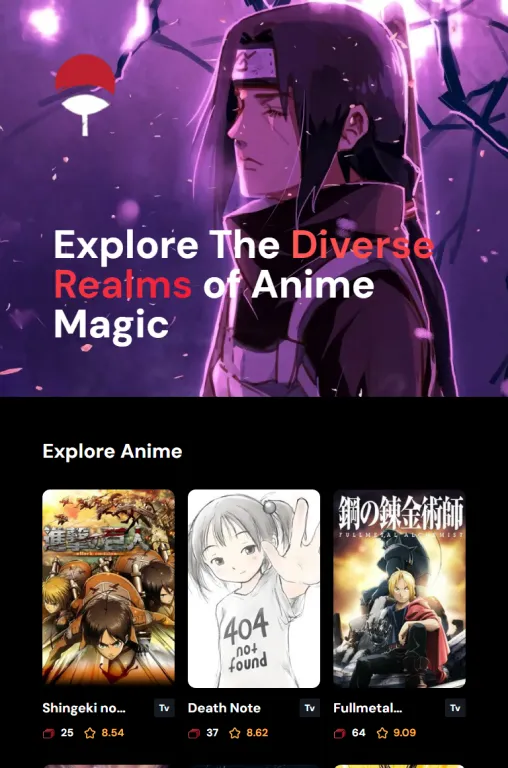 Explore The Diverse
Realms of Anime
Magic
Explore Anime
進撃の巨人
404
not
found
鋼の錬金術師
FULLMETAL ALCHEMIST
Shingeki no...
Tv
Death Note
Tv
Fullmetal...
Tv
25
8.54
37
8.62
64
9.09